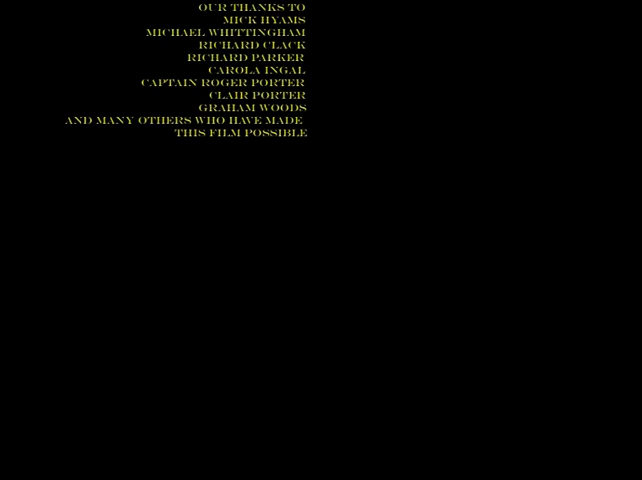 OUR THANKS TO
MICK HYAMS
MICHAEL WHITTINGHAM
RICHARD CLACK
RICHARD PARKER
CAROLA INGAL
CAPTAIN ROGER PORTER
CLAIR PORTER
GRAHAM WOODS
AND MANY OTHERS WHO HAVE MADE
THIS FILM POSSIBLE